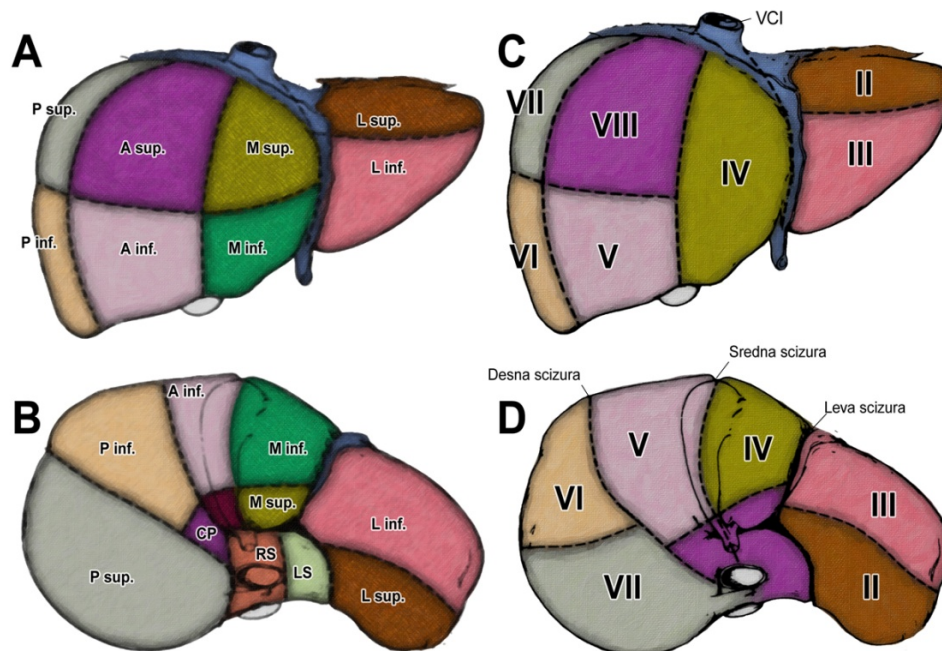 A
P sup.
A sup.
M sup.
L sup.
L inf.
P inf.
A inf.
M inf.
C
VCI
VII
VIII
II
III
IV
VI
V
B
A inf.
P inf.
M inf.
M sup.
CP
RS
LS
L inf.
P sup.
L sup.
D
Sredna scizura
Desna scizura
Leva scizura
V
IV
VI
III
VII
II